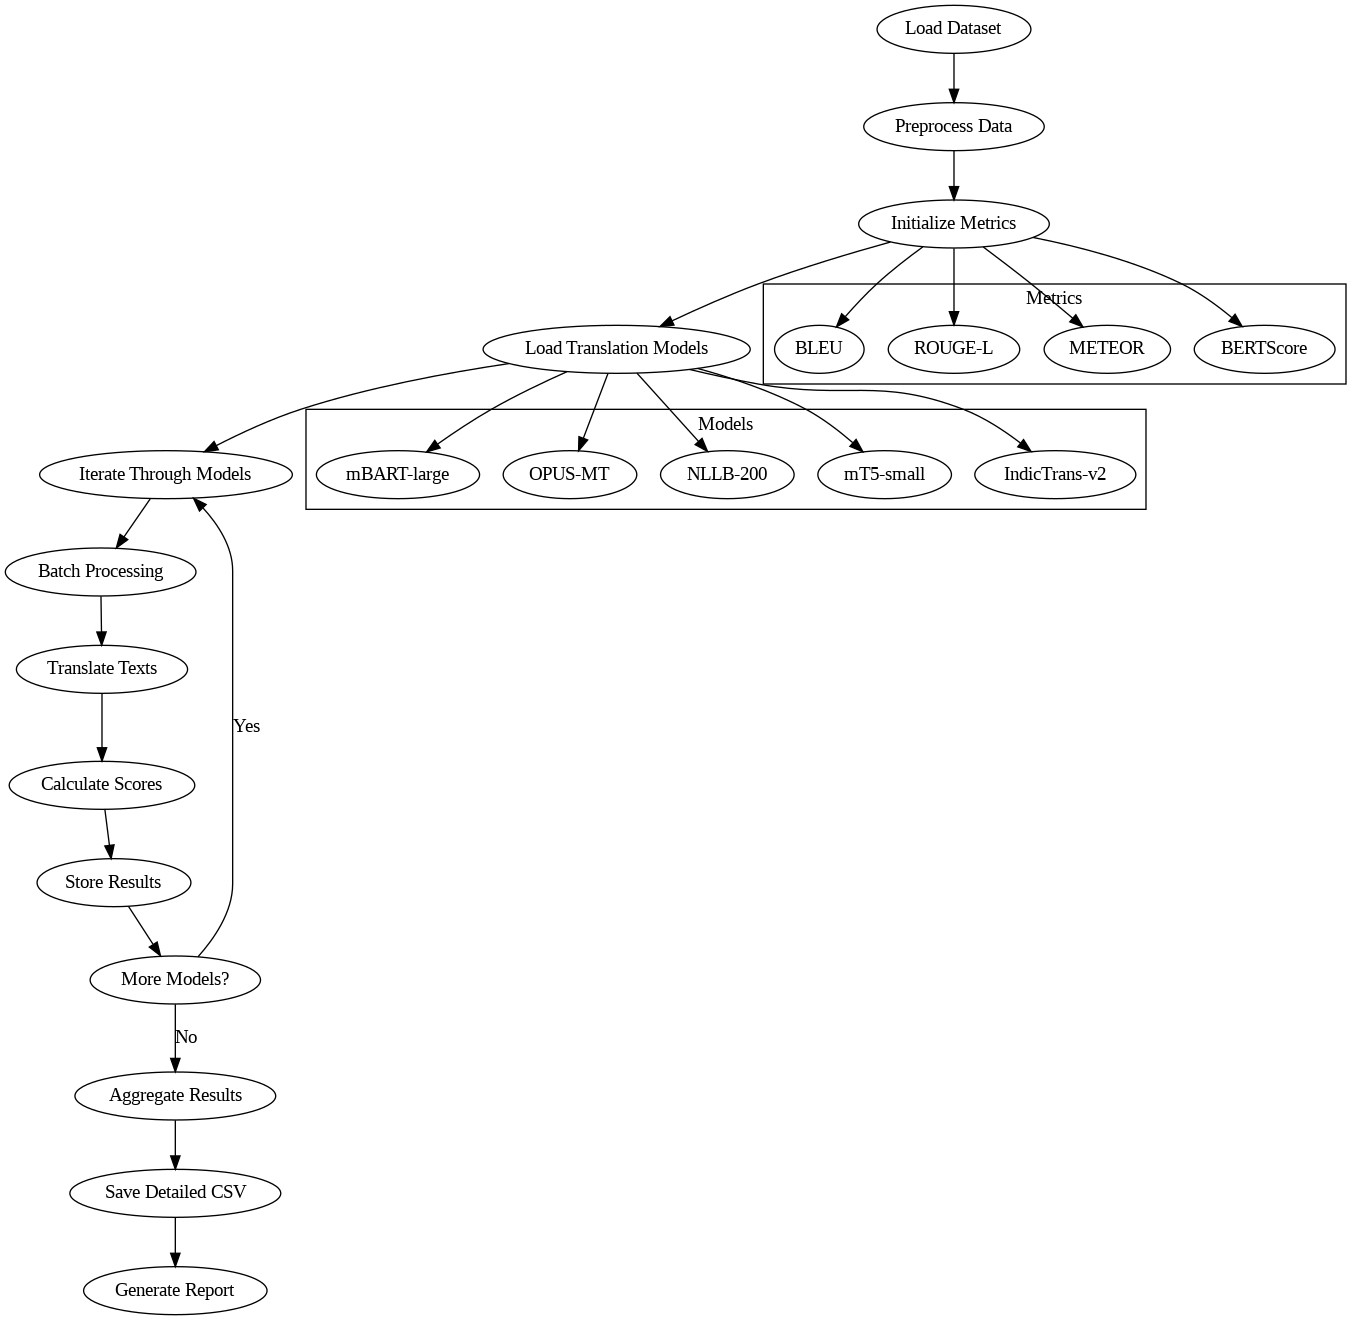 Load Dataset
Preprocess Data
Initialize Metrics
Metrics
Load Translation Models
BLEU
ROUGE-L
METEOR
BERTScore
Models
Iterate Through Models
mBART-large
OPUS-MT
NLLB-200
mT5-small
IndicTrans-v2
Batch Processing
Translate Texts
Yes
Calculate Scores
Store Results
More Models?
No
Aggregate Results
Save Detailed CSV
Generate Report